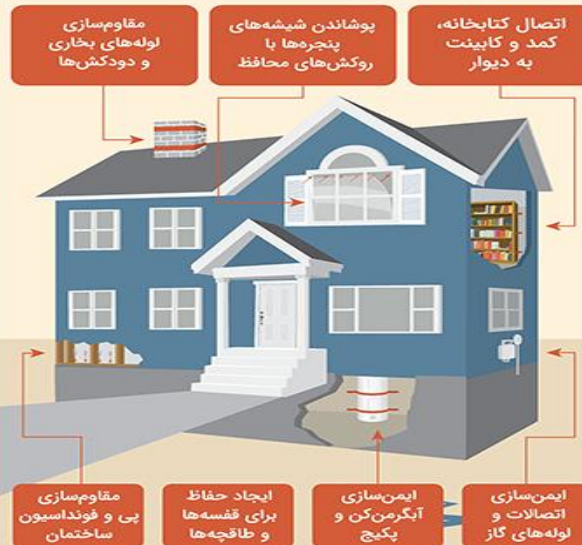 اتصال کتابخانه،
کمد و کابینت
به دیوار
پوشاندن شیشه‌های
پنجره‌ها با
روکش‌های محافظ
مقاوم‌سازی
لوله‌های بخاری
و دودکش‌ها
ایمن‌سازی
اتصالات و
لوله‌های گاز
ایمن‌سازی
آبگرمن‌کن و
پکیج
ایجاد حفاظ
برای قفسه‌ها
و طاقچه‌ها
مقاوم‌سازی
پی و فونداسیون
ساختمان